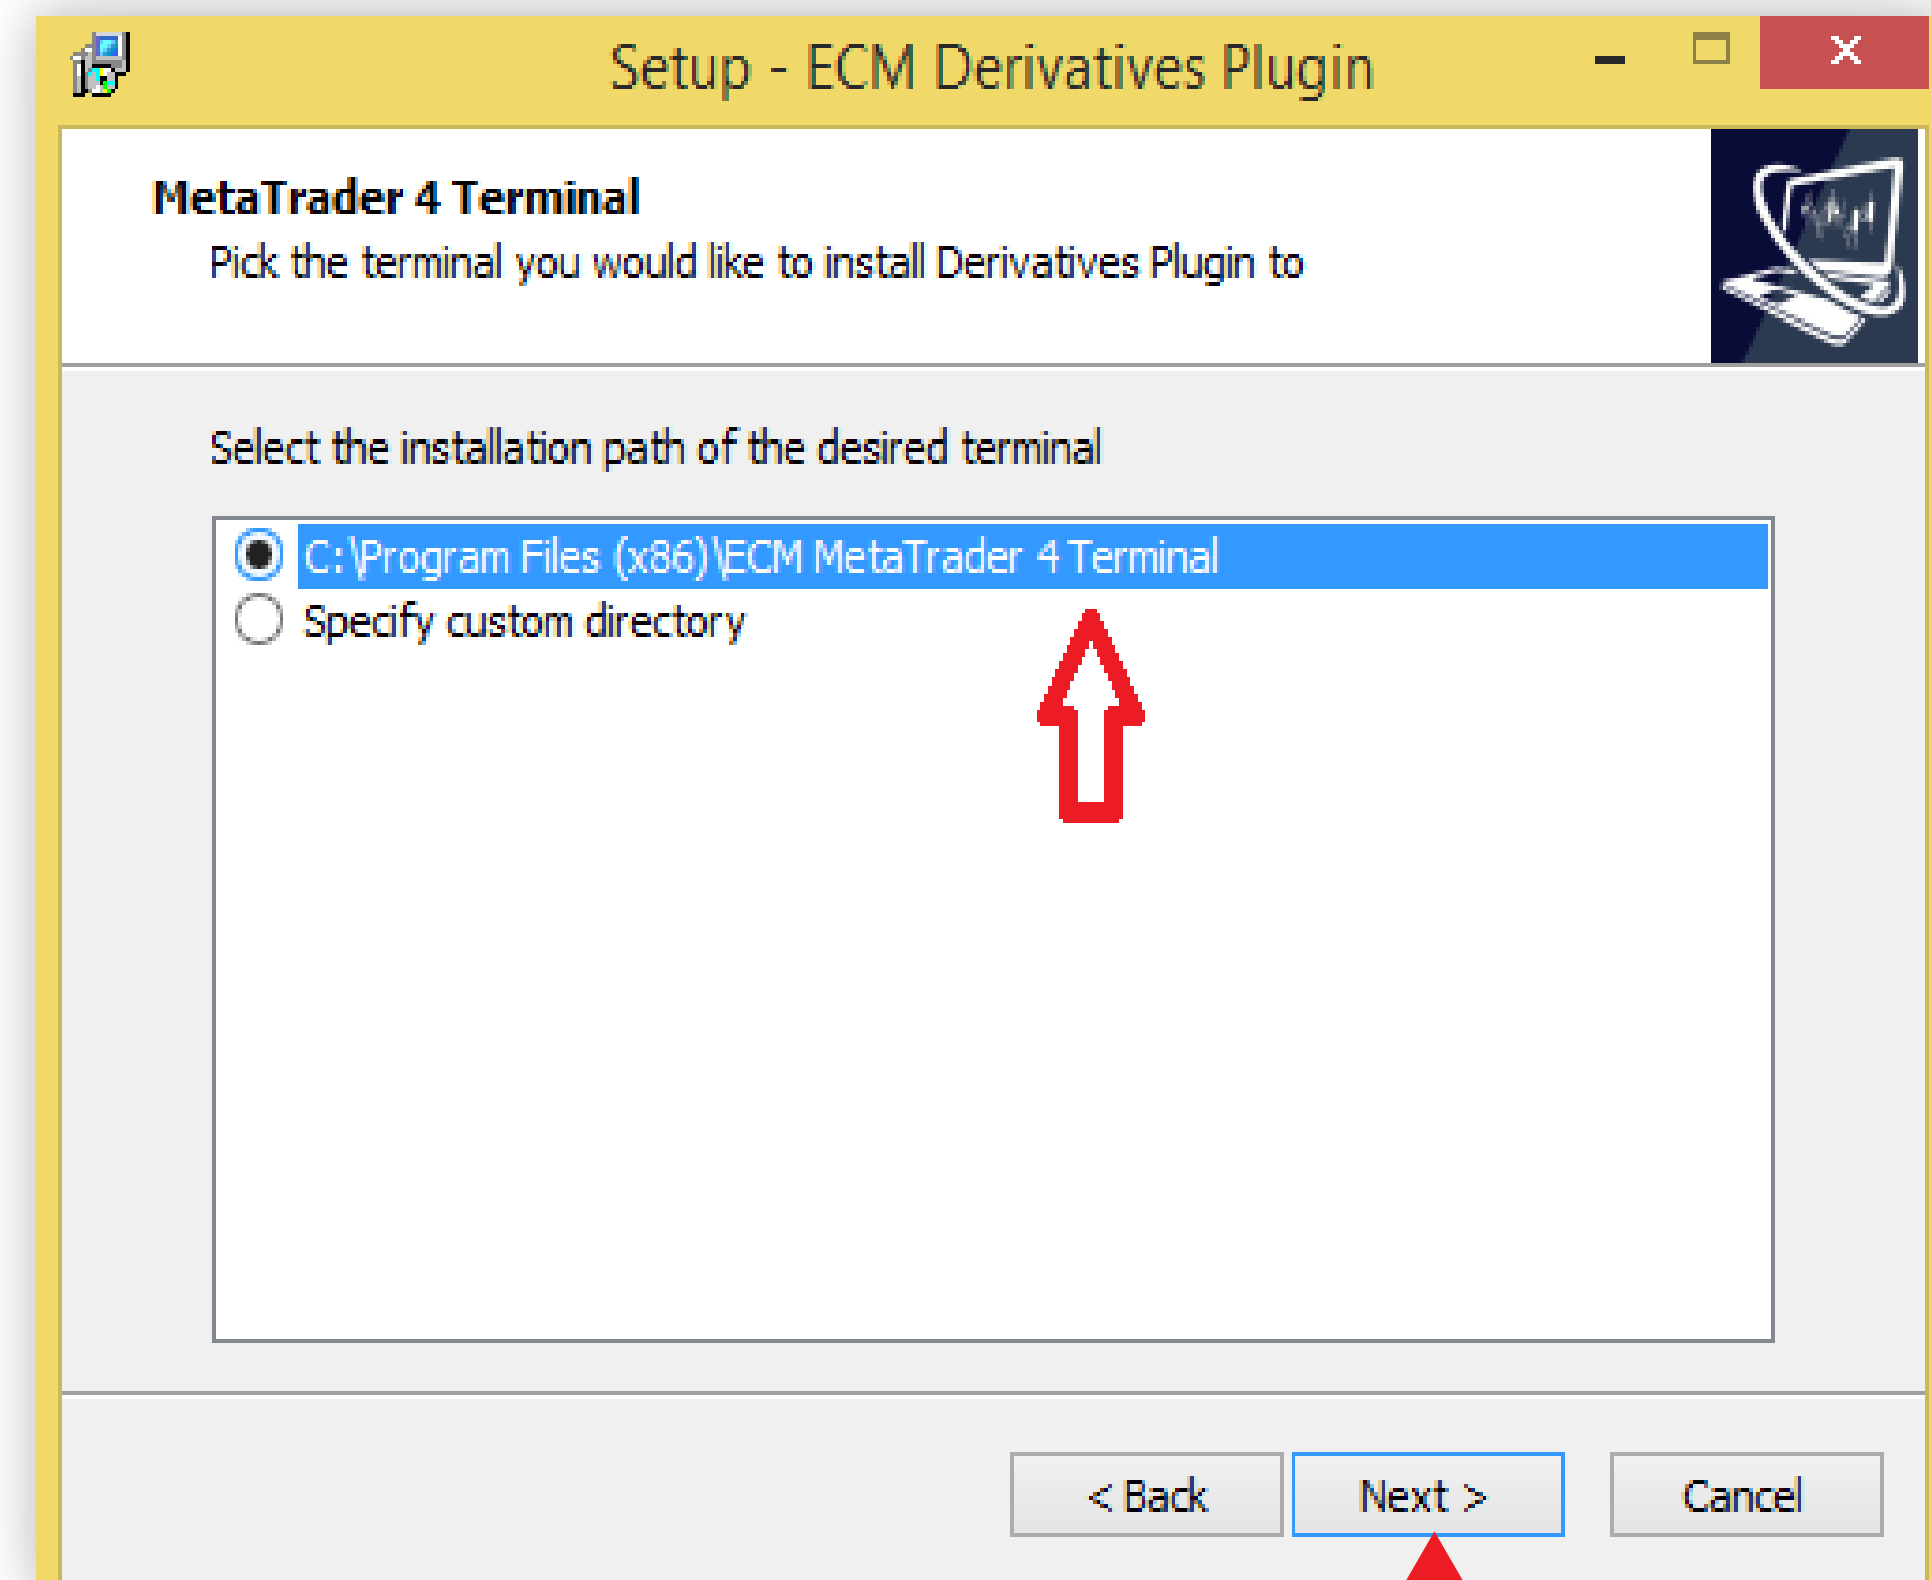 Setup - ECM Derivatives Plugin
MetaTrader 4 Terminal
Pick the terminal you would like to install Derivatives Plugin to
Select the installation path of the desired terminal
C:\Program Files (x86)\ECM MetaTrader 4 Terminal
Specify custom directory
< Back
Next >
Cancel